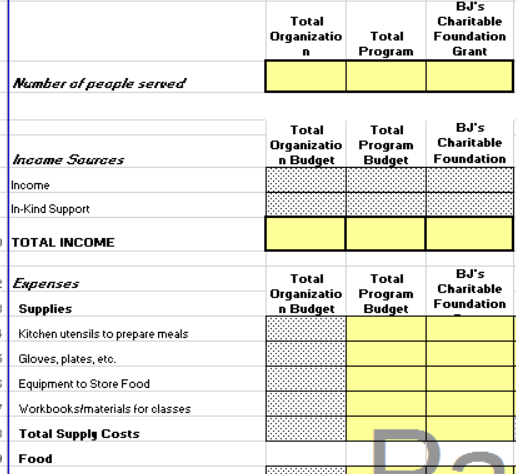 Total Organizatio n
Total Program
BJ's Charitable Foundation Grant
Number of people served
Total Organizatio n Budget
Total Program Budget
BJ's Charitable Foundation
Income Sources
Income
In-Kind Support
TOTAL INCOME
Expenses
Total Organizatio n Budget
Total Program Budget
BJ's Charitable Foundation
Supplies
Kitchen utensils to prepare meals
Gloves, plates, etc.
Equipment to Store Food
Workbooks/materials for classes
Total Supply Costs
Food